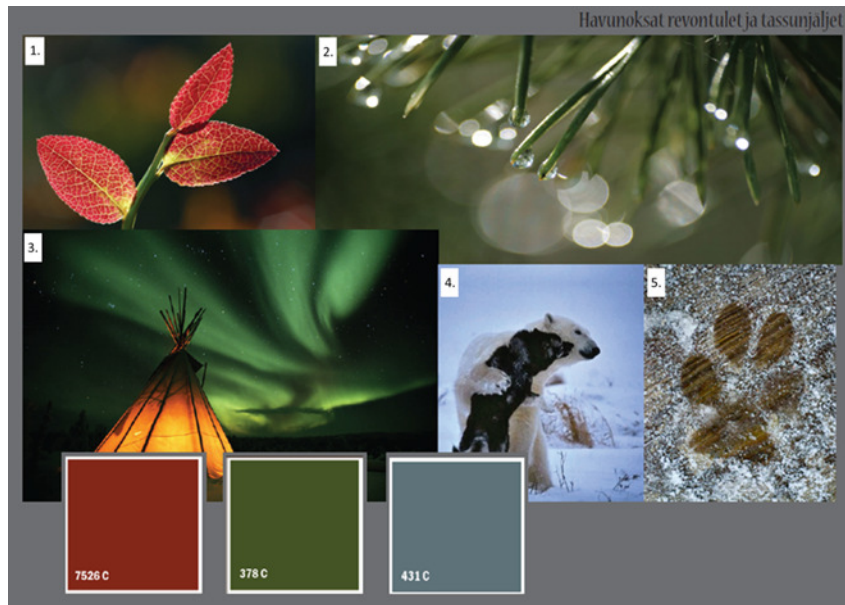 Havunoksat revontulet ja tassunjäljet
1.
2.
3.
4.
5.
7526 C
378 C
431 C